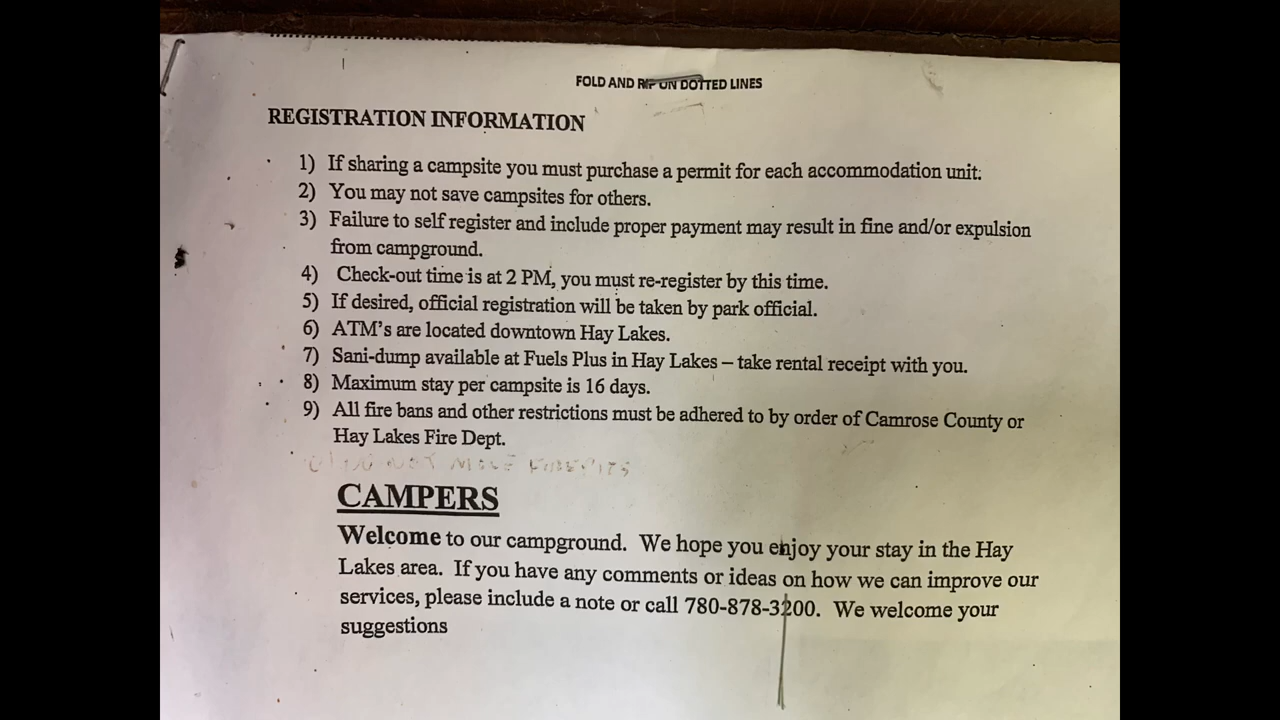 FOLD AND RIP ON DOTTED LINES
REGISTRATION INFORMATION
1) If sharing a campsite you must purchase a permit for each accommodation unit.
2) You may not save campsites for others.
3) Failure to self register and include proper payment may result in fine and/or expulsion
from campground.
4) Check-out time is at 2 PM, you must re-register by this time.
5) If desired, official registration will be taken by park official.
6) ATM's are located downtown Hay Lakes.
7) Sani-dump available at Fuels Plus in Hay Lakes – take rental receipt with you.
8) Maximum stay per campsite is 16 days.
9) All fire bans and other restrictions must be adhered to by order of Camrose County or
Hay Lakes Fire Dept.
DO NOT MOVE FIREPITS
CAMPERS
Welcome to our campground. We hope you enjoy your stay in the Hay
Lakes area. If you have any comments or ideas on how we can improve our
services, please include a note or call 780-878-3200. We welcome your
suggestions